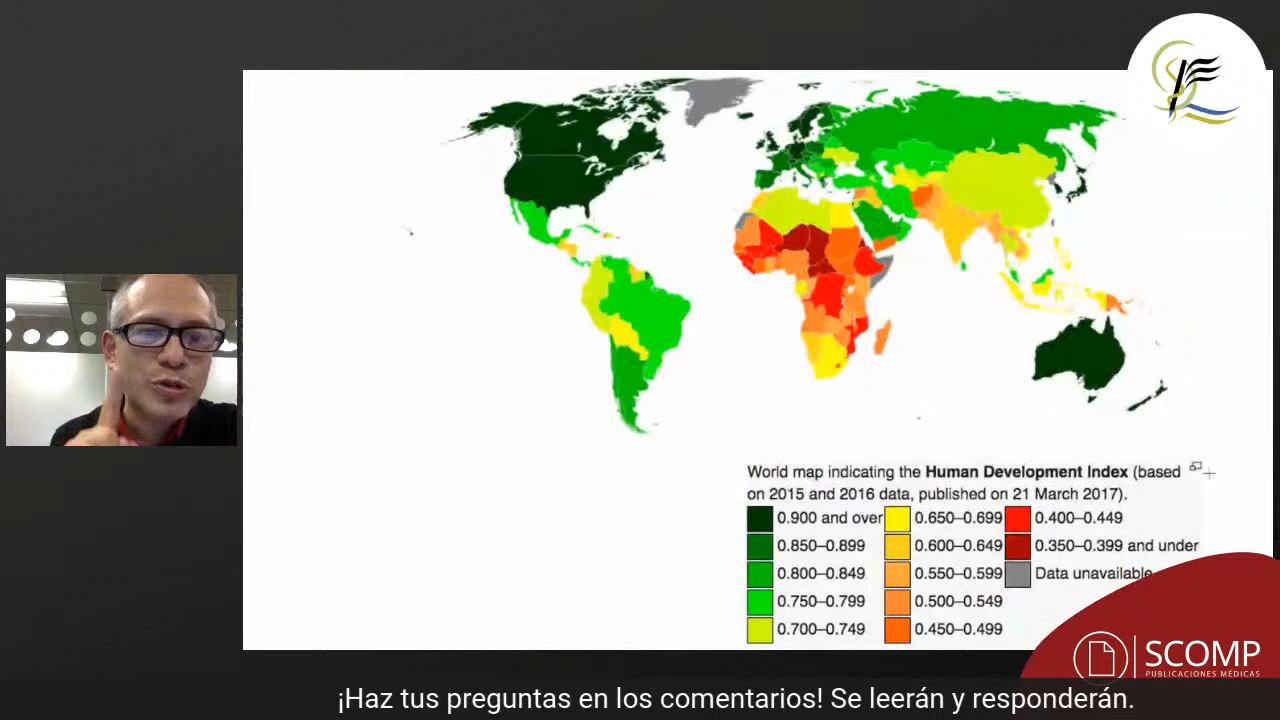 World map indicating the Human Development Index (based
on 2015 and 2016 data, published on 21 March 2017).
0.900 and over
0.850–0.899
0.800–0.849
0.750–0.799
0.700–0.749
0.650–0.699
0.600–0.649
0.550–0.599
0.500–0.549
0.450–0.499
0.400–0.449
0.350–0.399 and under
Data unavailable
SCOMP
PUBLICACIONES MÉDICAS
¡Haz tus preguntas en los comentarios! Se leerán y responderán.